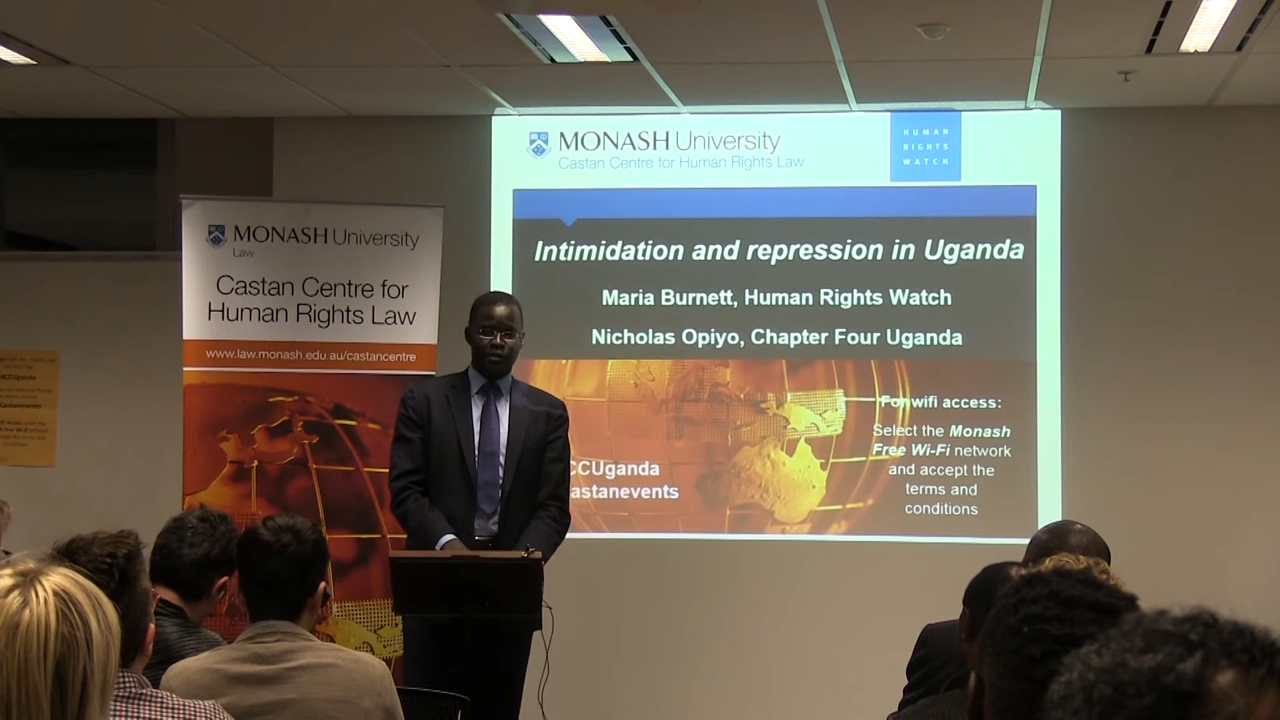 MONASH University
Law
Castan Centre for
Human Rights Law
www.law.monash.edu.au/castancentre
MONASH University
Castan Centre for Human Rights Law
HUMAN
RIGHTS
WATCH
Intimidation and repression in Uganda
Maria Burnett, Human Rights Watch
Nicholas Opiyo, Chapter Four Uganda
For wifi access:
Select the Monash
Free Wi-Fi network
and accept the
terms and
conditions
CCUganda
astanevents